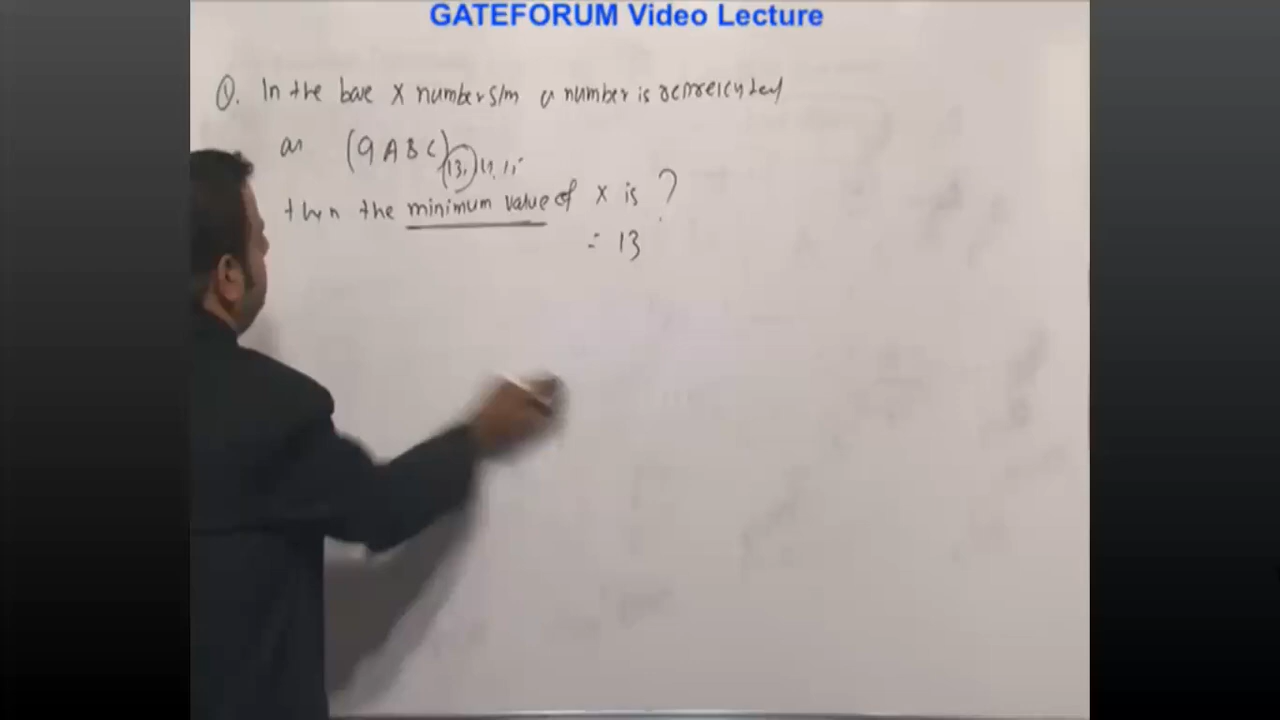 GATEFORUM Video Lecture
Q. In the base X number s/m a number is represented
as (9ABC)13, 14, 15
then the minimum value of X is ?
= 13